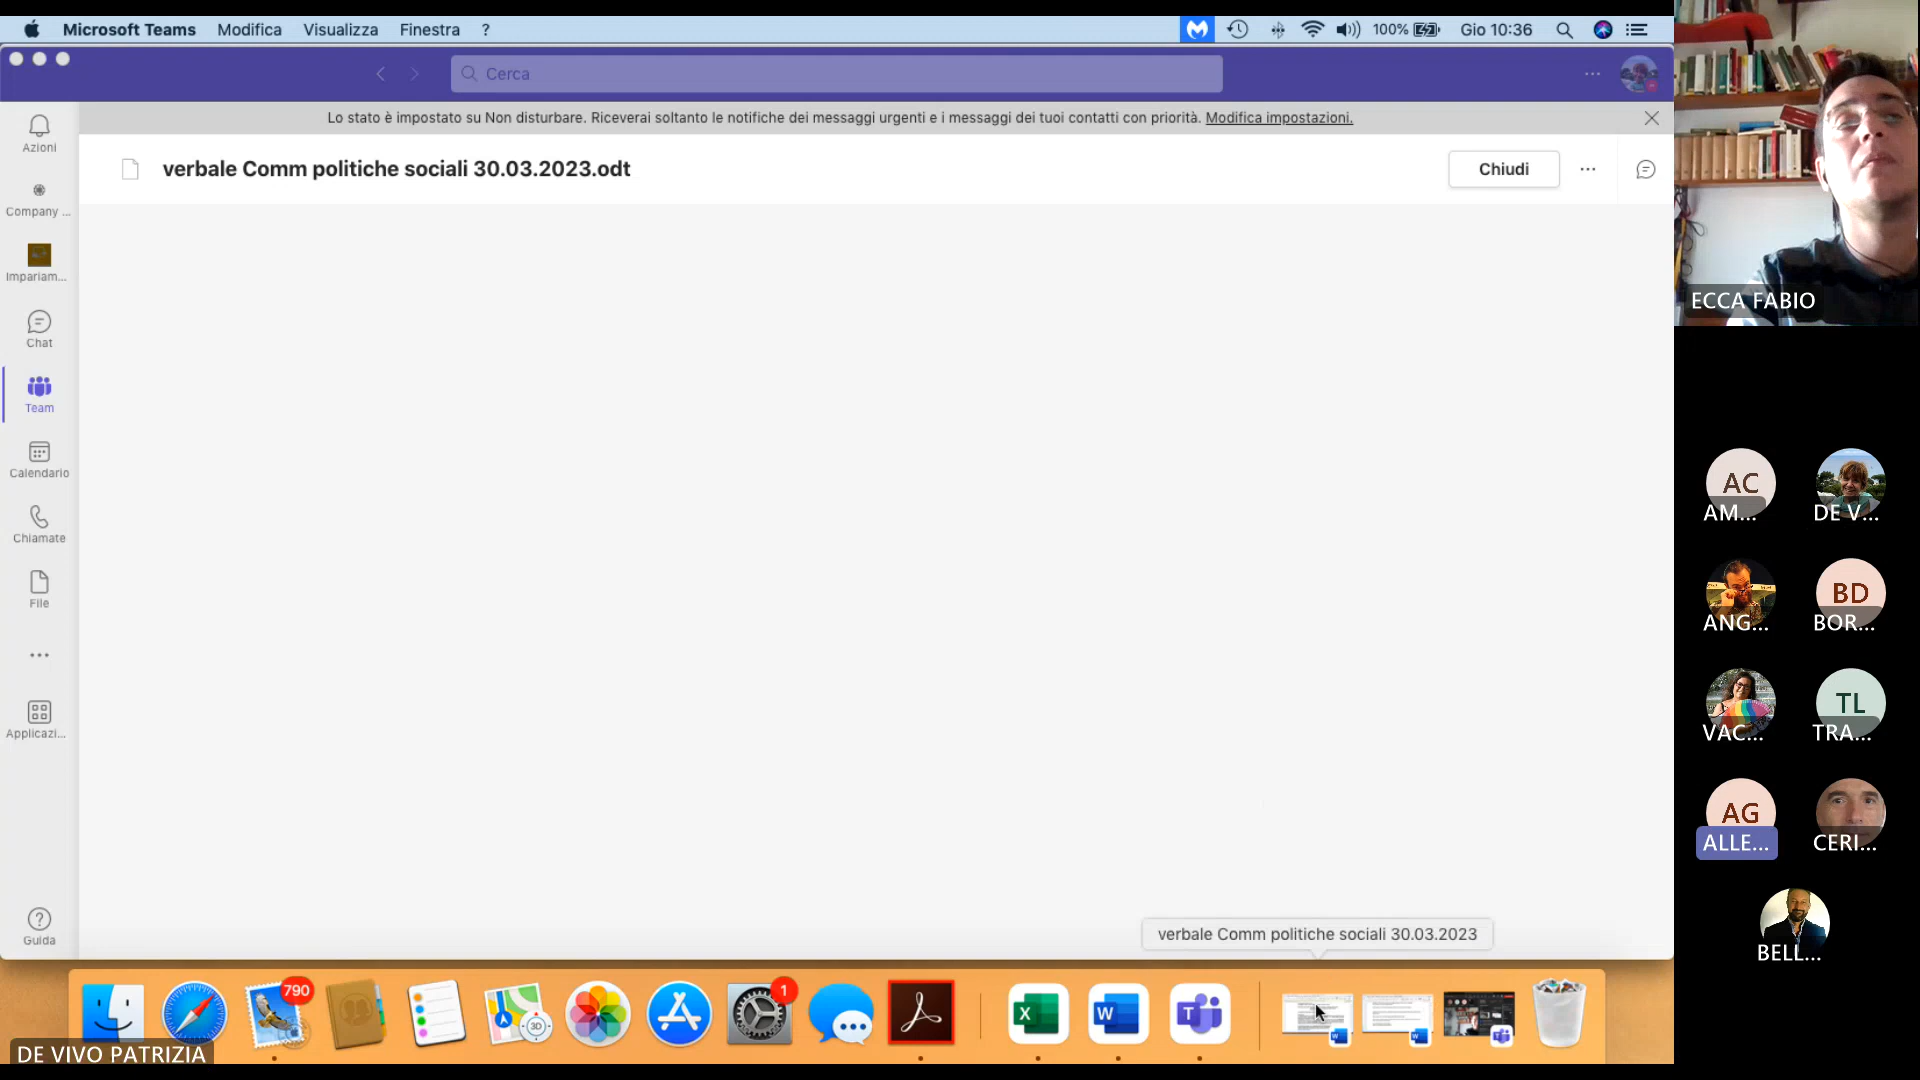 Microsoft Teams Modifica Visualizza Finestra ? 100% Gio 10:36
Cerca
Lo stato è impostato su Non disturbare. Riceverai soltanto le notifiche dei messaggi urgenti e i messaggi dei tuoi contatti con priorità. Modifica impostazioni.
verbale Comm politiche sociali 30.03.2023.odt Chiudi
Azioni
Company ...
Impariam...
Chat
Team
Calendario
Chiamate
File
Applicazi...
Guida
verbale Comm politiche sociali 30.03.2023
790
1
3D
X
W
T
DE VIVO PATRIZIA
ECCA FABIO
AC
AM...
DE V...
ANG...
BD
BOR...
VAC...
TL
TRA...
AG
ALLE...
CERI...
BELL...